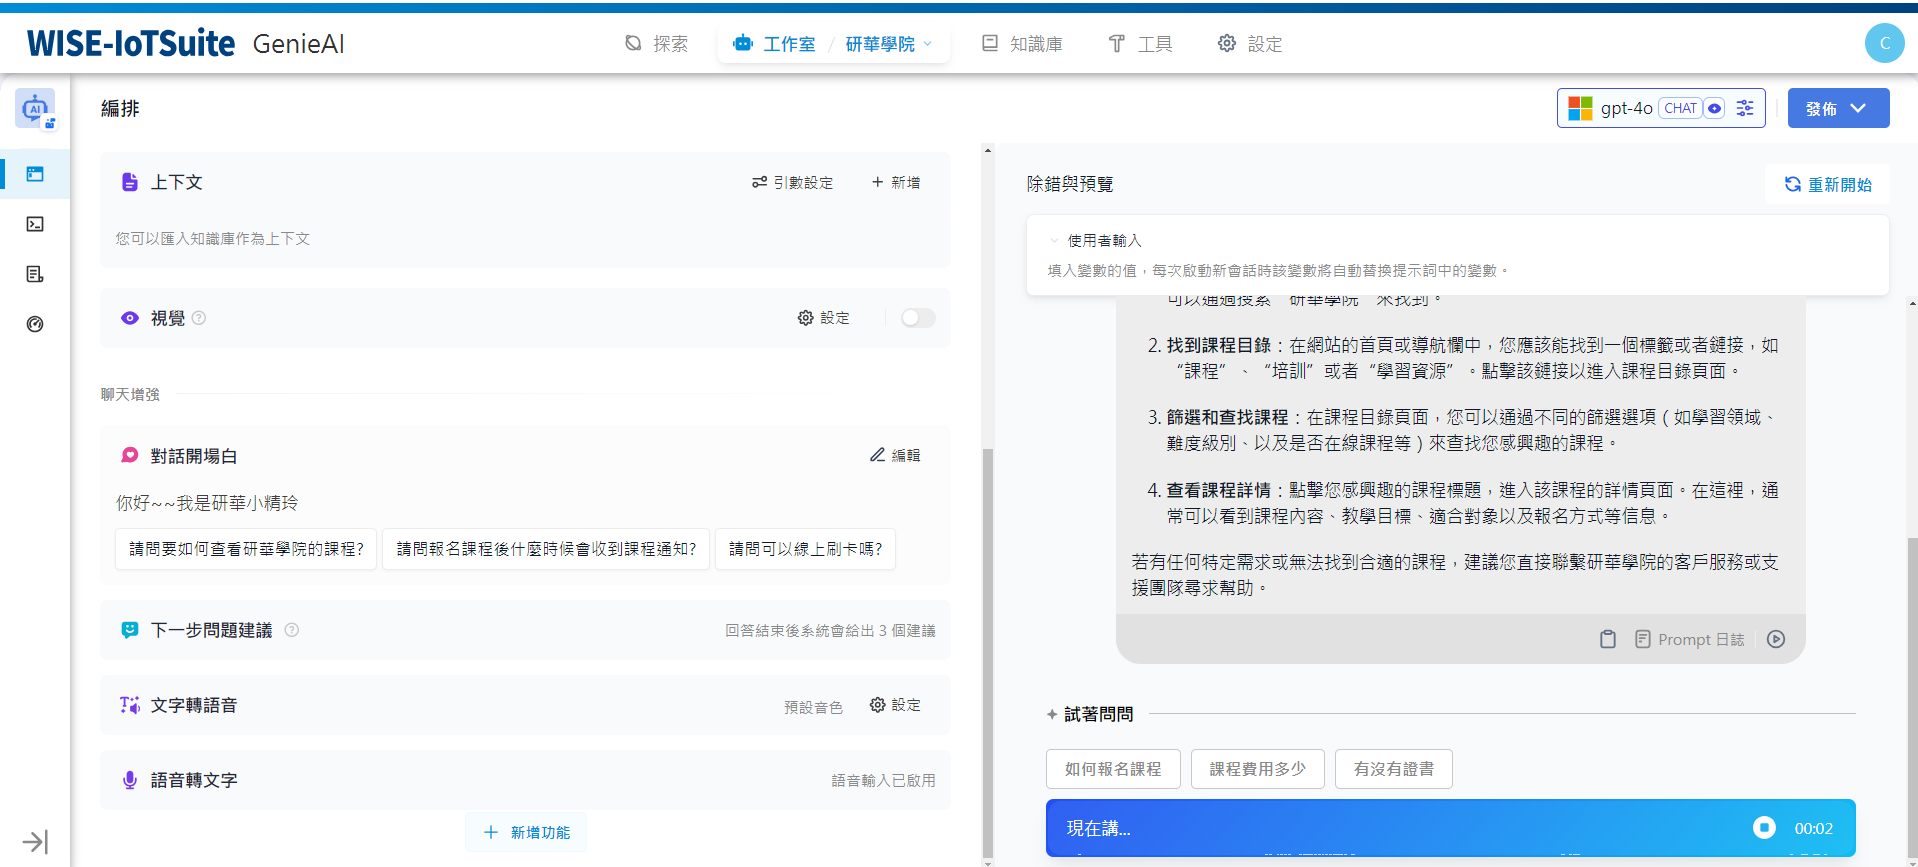 WISE-IoTSuite GenieAI
探索
工作室 / 研華學院
知識庫
工具
設定
C
編排
gpt-4o CHAT
發佈
上下文
引數設定
+ 新增
您可以匯入知識庫作為上下文
視覺
設定
聊天增強
對話開場白
編輯
你好~~我是研華小精玲
請問要如何查看研華學院的課程?
請問報名課程後什麼時候會收到課程通知?
請問可以線上刷卡嗎?
下一步問題建議
回答結束後系統會給出 3 個建議
文字轉語音
預設音色
設定
語音轉文字
語音輸入已啟用
+ 新增功能
除錯與預覽
重新開始
使用者輸入
填入變數的值，每次啟動新會話時該變數將自動替換提示詞中的變數。
可以通過搜索“研華學院”來找到。
2. 找到課程目錄：在網站的首頁或導航欄中，您應該能找到一個標籤或者鏈接，如
“課程”、“培訓”或者“學習資源”。點擊該鏈接以進入課程目錄頁面。
3. 篩選和查找課程：在課程目錄頁面，您可以通過不同的篩選選項（如學習領域、
難度級別、以及是否在線課程等）來查找您感興趣的課程。
4. 查看課程詳情：點擊您感興趣的課程標題，進入該課程的詳情頁面。在這裡，通
常可以看到課程內容、教學目標、適合對象以及報名方式等信息。
若有任何特定需求或無法找到合適的課程，建議您直接聯繫研華學院的客戶服務或支
援團隊尋求幫助。
Prompt 日誌
試著問問
如何報名課程
課程費用多少
有沒有證書
現在講...
00:02